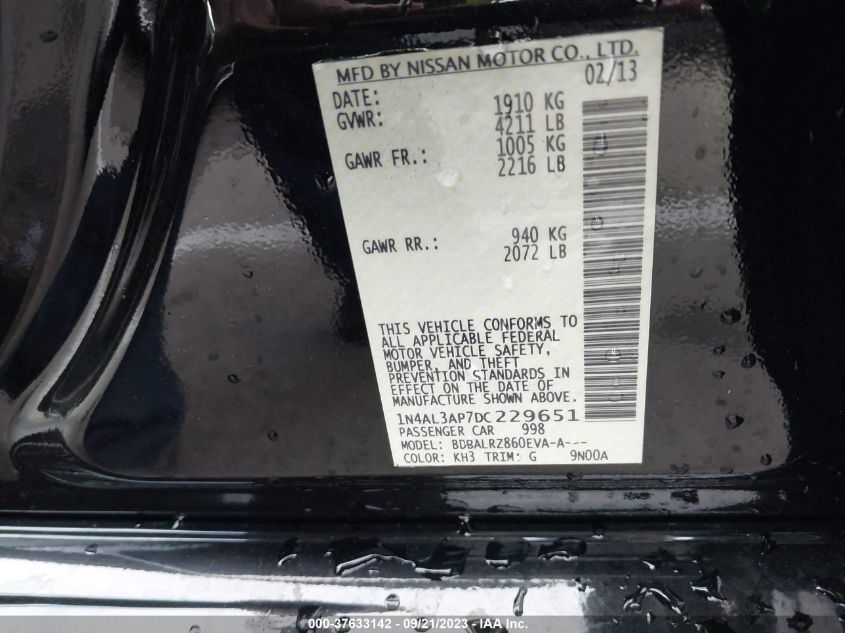 MFD BY NISSAN MOTOR CO., LTD.
DATE: 02/13
GVWR: 1910 KG
4211 LB
GAWR FR.: 1005 KG
2216 LB
GAWR RR.: 940 KG
2072 LB
THIS VEHICLE CONFORMS TO
ALL APPLICABLE FEDERAL
MOTOR VEHICLE SAFETY,
BUMPER, AND THEFT
PREVENTION STANDARDS IN
EFFECT ON THE DATE OF
MANUFACTURE SHOWN ABOVE.
1N4AL3AP7DC229651
PASSENGER CAR 998
MODEL: BDBALRZ860EVA-A---
COLOR: KH3 TRIM: G 9N00A
000-37633142 - 09/21/2023 - IAA Inc.